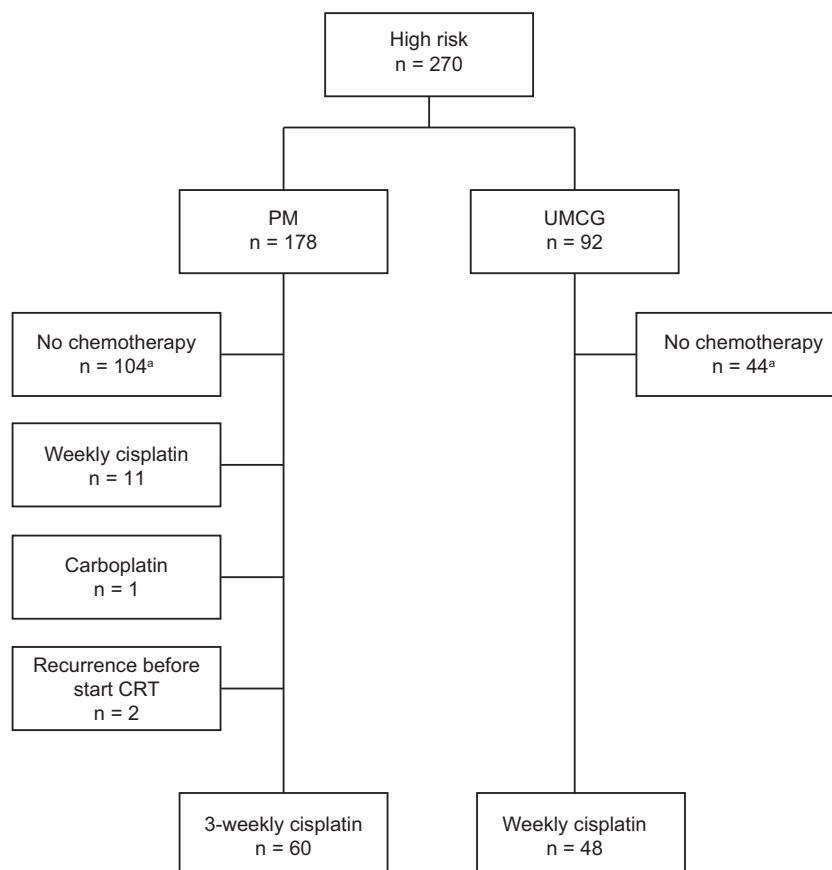 High risk
n = 270
PM
n = 178
UMCG
n = 92
No chemotherapy
n = 104ᵃ
No chemotherapy
n = 44ᵃ
Weekly cisplatin
n = 11
Carboplatin
n = 1
Recurrence before
start CRT
n = 2
3-weekly cisplatin
n = 60
Weekly cisplatin
n = 48